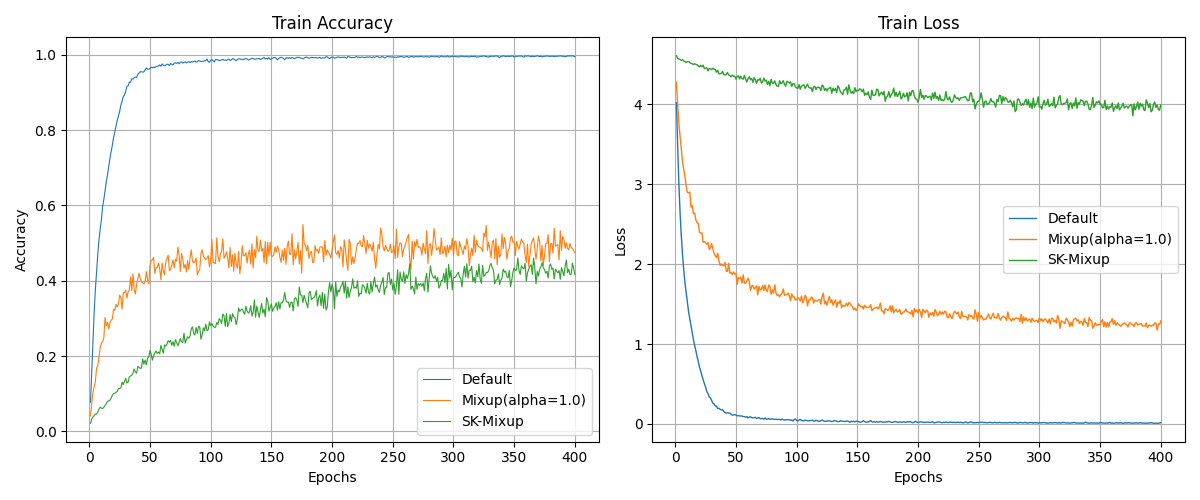 Train Accuracy
Accuracy
1.0
0.8
0.6
0.4
0.2
0.0
0 50 100 150 200 250 300 350 400
Epochs
Default
Mixup(alpha=1.0)
SK-Mixup
Train Loss
Loss
4
3
2
1
0
0 50 100 150 200 250 300 350 400
Epochs
Default
Mixup(alpha=1.0)
SK-Mixup